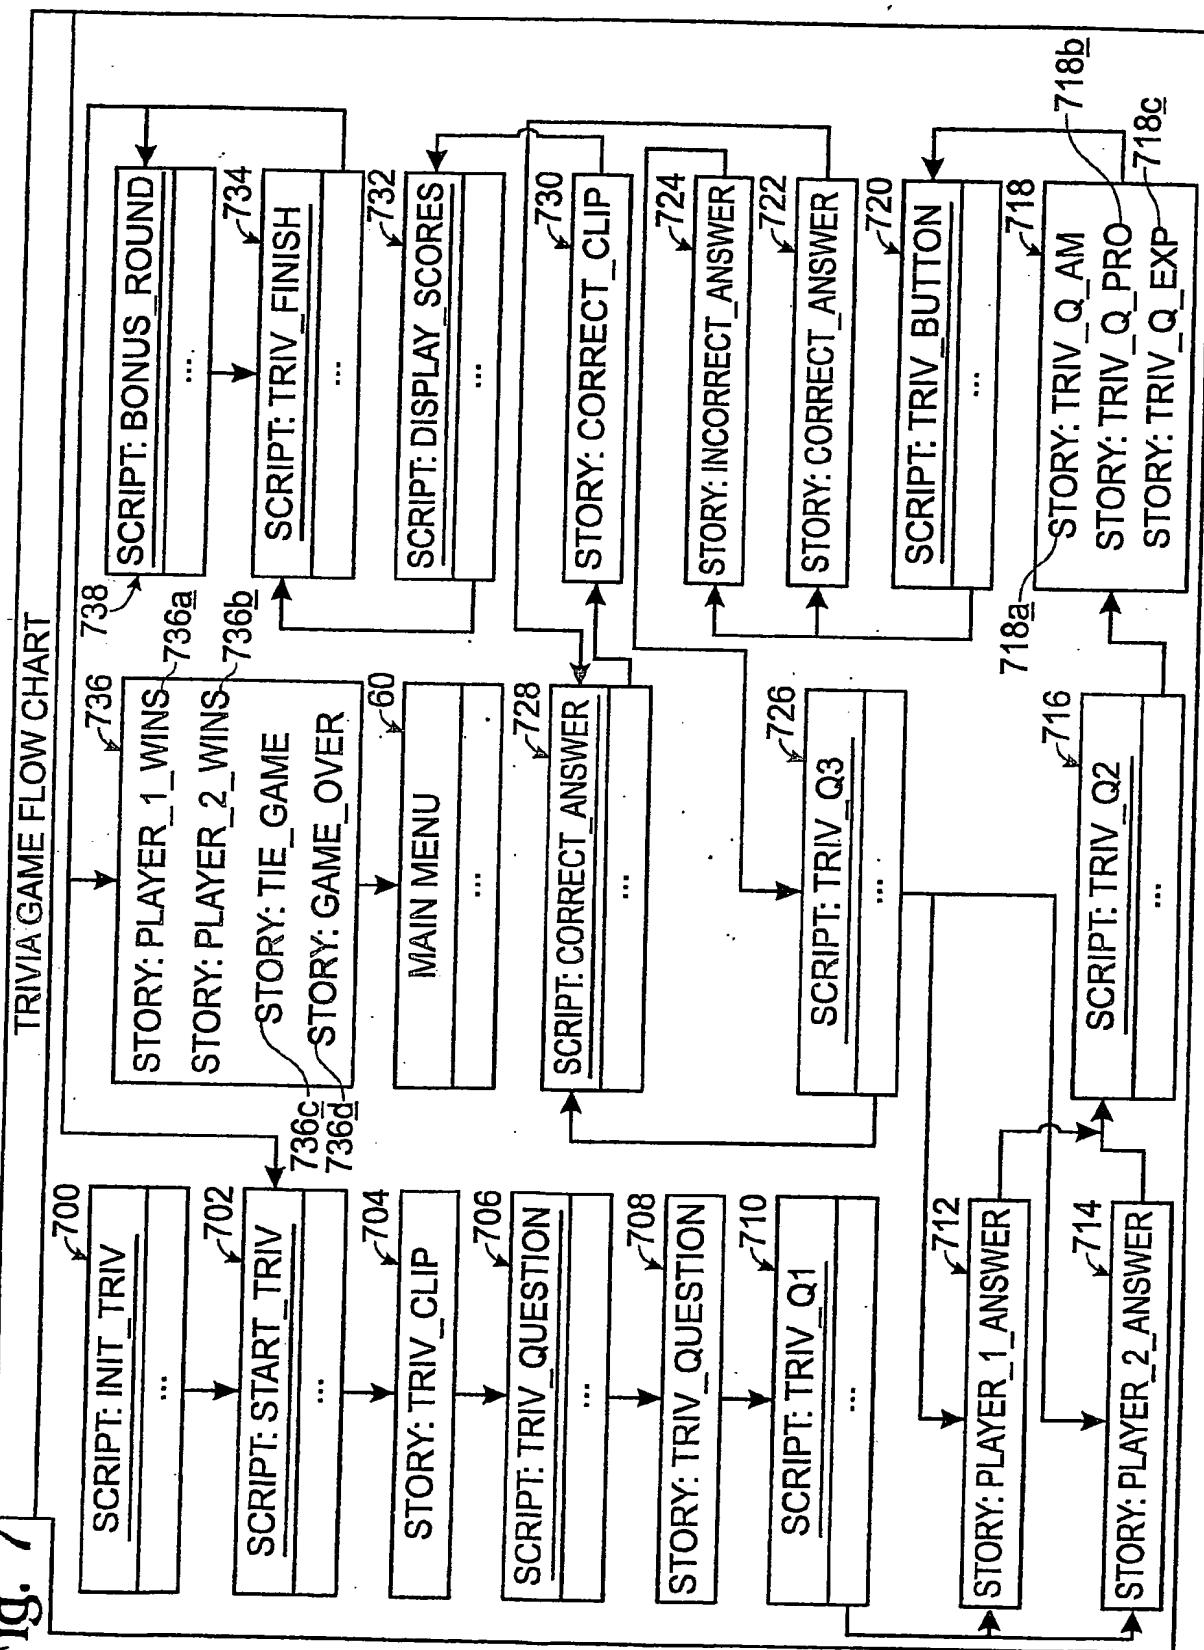 Fig. 7
TRIVIA GAME FLOW CHART
700
SCRIPT: INIT_TRIV
...
702
SCRIPT: START_TRIV
...
704
STORY: TRIV_CLIP
706
SCRIPT: TRIV_QUESTION
...
708
STORY: TRIV_QUESTION
710
SCRIPT: TRIV_Q1
...
712
STORY: PLAYER_1_ANSWER
714
STORY: PLAYER_2_ANSWER
736
STORY: PLAYER_1_WINS 736a
STORY: PLAYER_2_WINS 736b
STORY: TIE_GAME
STORY: GAME_OVER
736c
736d
60
MAIN MENU
...
728
SCRIPT: CORRECT_ANSWER
...
726
SCRIPT: TRIV_Q3
...
716
SCRIPT: TRIV_Q2
...
738
SCRIPT: BONUS_ROUND
...
734
SCRIPT: TRIV_FINISH
...
732
SCRIPT: DISPLAY_SCORES
...
730
STORY: CORRECT_CLIP
724
STORY: INCORRECT_ANSWER
722
STORY: CORRECT_ANSWER
720
SCRIPT: TRIV_BUTTON
...
718
718a
STORY: TRIV_Q_AM
STORY: TRIV_Q_PRO 718b
STORY: TRIV_Q_EXP 718c